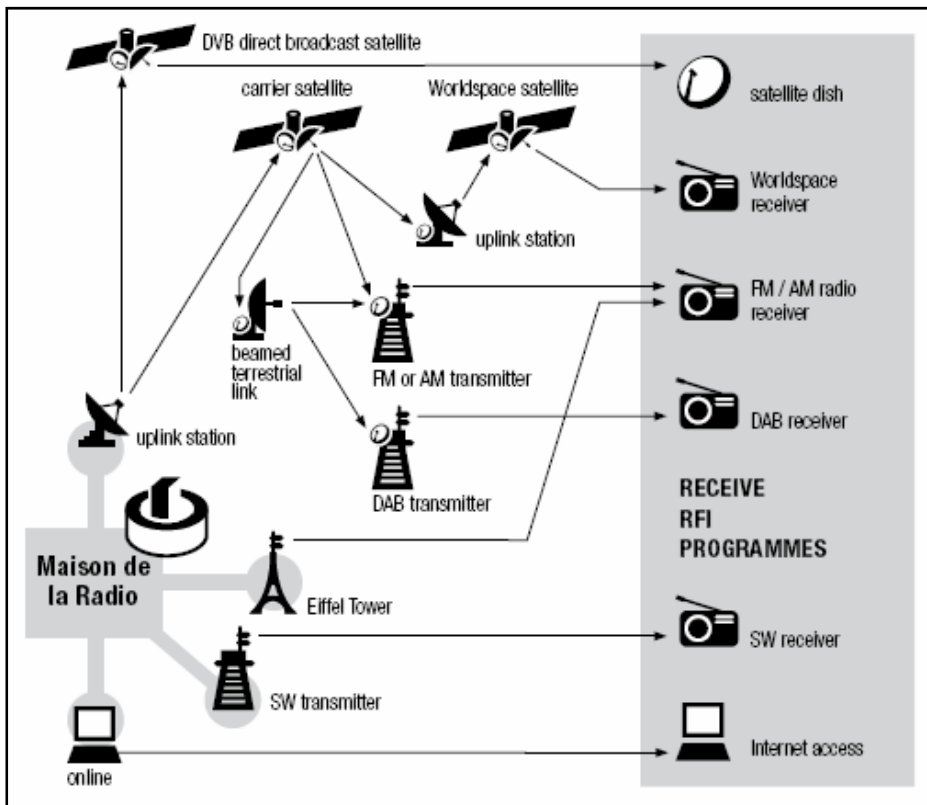 DVB direct broadcast satellite
carrier satellite
Worldspace satellite
satellite dish
Worldspace
receiver
uplink station
FM / AM radio
receiver
beamed
terrestrial
link
FM or AM transmitter
uplink station
DAB receiver
DAB transmitter
RECEIVE
RFI
PROGRAMMES
Maison de
la Radio
Eiffel Tower
SW receiver
SW transmitter
Internet access
online